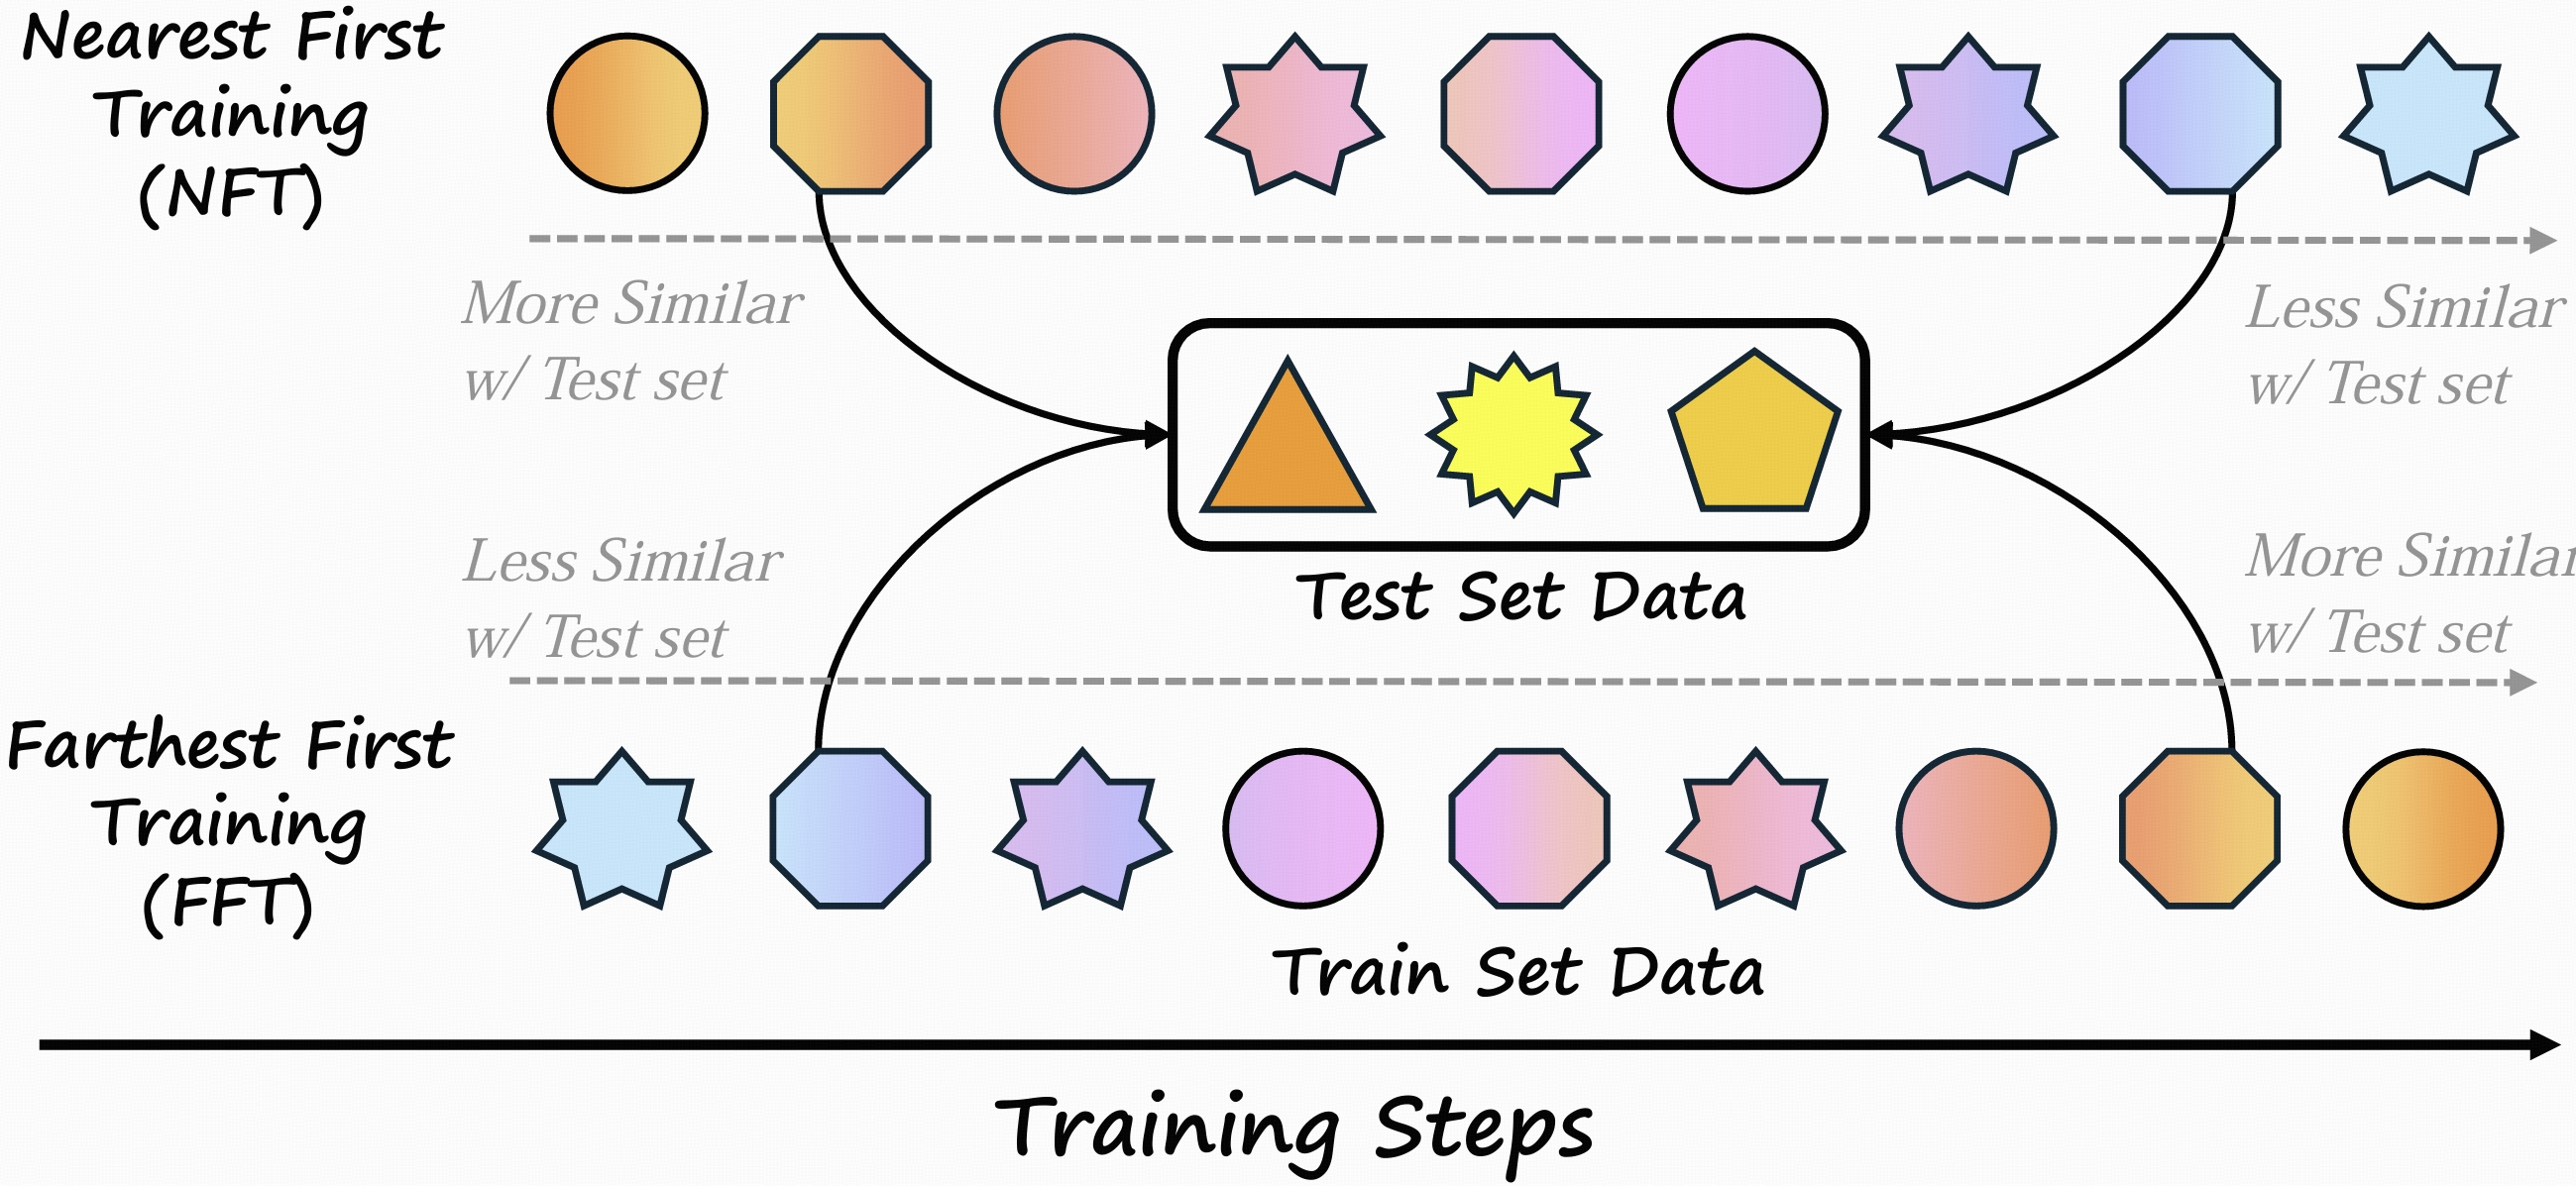 Nearest First
Training
(NFT)
More Similar
w/ Test set
Less Similar
w/ Test set
Test Set Data
Less Similar
w/ Test set
More Similar
w/ Test set
Farthest First
Training
(FFT)
Train Set Data
Training Steps